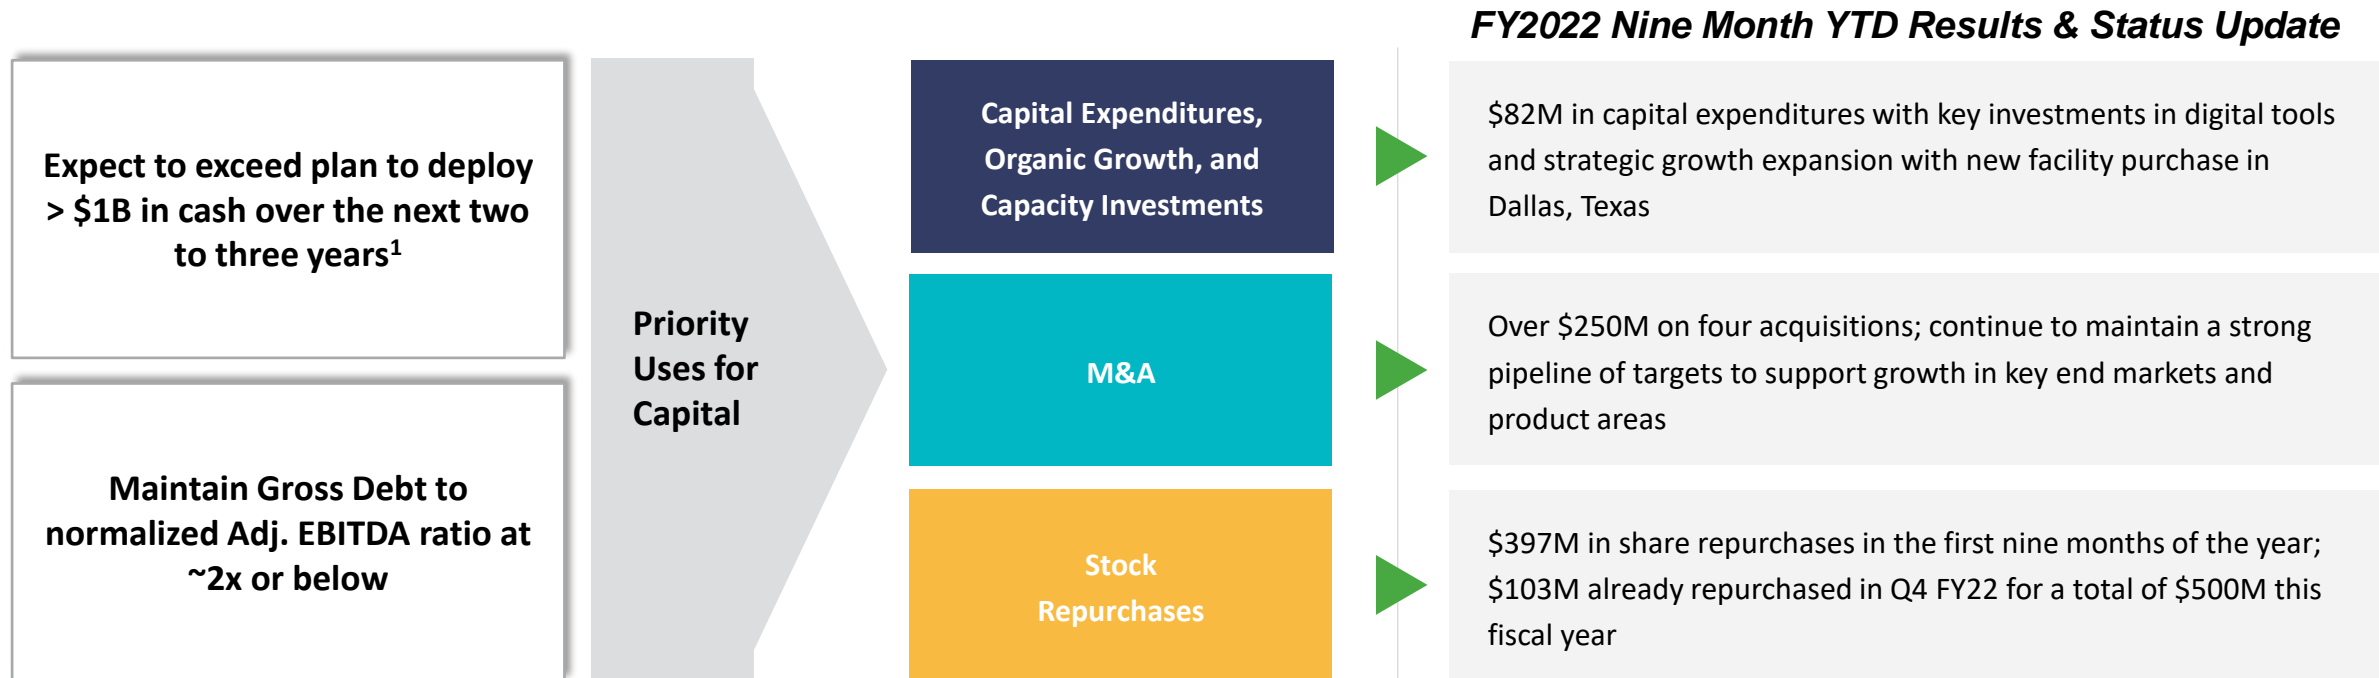 FY2022 Nine Month YTD Results & Status Update
Expect to exceed plan to deploy
> $1B in cash over the next two
to three years1
Maintain Gross Debt to
normalized Adj. EBITDA ratio at
~2x or below
Priority
Uses for
Capital
Capital Expenditures,
Organic Growth, and
Capacity Investments
$82M in capital expenditures with key investments in digital tools
and strategic growth expansion with new facility purchase in
Dallas, Texas
M&A
Over $250M on four acquisitions; continue to maintain a strong
pipeline of targets to support growth in key end markets and
product areas
Stock
Repurchases
$397M in share repurchases in the first nine months of the year;
$103M already repurchased in Q4 FY22 for a total of $500M this
fiscal year